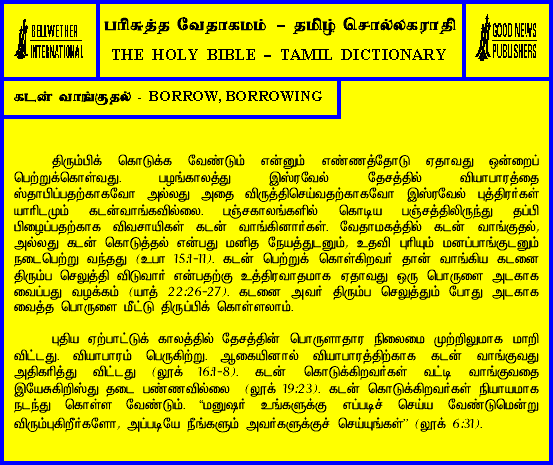 BELLWETHER
INTERNATIONAL
பரிசுத்த வேதாகமம் – தமிழ் சொல்லகராதி
THE HOLY BIBLE – TAMIL DICTIONARY
GOOD NEWS
PUBLISHERS
கடன் வாங்குதல் - BORROW, BORROWING
திரும்பிக் கொடுக்க வேண்டும் என்னும் எண்ணத்தோடு ஏதாவது ஒன்றைப்
பெற்றுக்கொள்வது. பழங்காலத்து இஸ்ரவேல் தேசத்தில் வியாபாரத்தை
ஸ்தாபிப்பதற்காகவோ அல்லது அதை விருத்திசெய்வதற்காகவோ இஸ்ரவேல் புத்திரர்கள்
யாரிடமும் கடன்வாங்கவில்லை. பஞ்சகாலங்களில் கொடிய பஞ்சத்திலிருந்து தப்பி
பிழைப்பதற்காக விவசாயிகள் கடன் வாங்கினார்கள். வேதாமகத்தில் கடன் வாங்குதல்,
அல்லது கடன் கொடுத்தல் என்பது மனித நேயத்துடனும், உதவி புரியும் மனப்பாங்குடனும்
நடைபெற்று வந்தது (உபா 15:1-11). கடன் பெற்றுக் கொள்கிறவர் தான் வாங்கிய கடனை
திரும்ப செலுத்தி விடுவார் என்பதற்கு உத்திரவாதமாக ஏதாவது ஒரு பொருளை அடகாக
வைப்பது வழக்கம் (யாத் 22:26-27). கடனை அவர் திரும்ப செலுத்தும் போது அடகாக
வைத்த பொருளை மீட்டு திருப்பிக் கொள்ளலாம்.
புதிய ஏற்பாட்டுக் காலத்தில் தேசத்தின் பொருளாதார நிலைமை முற்றிலுமாக மாறி
விட்டது. வியாபாரம் பெருகிற்று. ஆகையினால் வியாபாரத்திற்காக கடன் வாங்குவது
அதிகரித்து விட்டது (லூக் 16:1-8). கடன் கொடுக்கிறவர்கள் வட்டி வாங்குவதை
இயேசுகிறிஸ்து தடை பண்ணவில்லை (லூக் 19:23). கடன் கொடுக்கிறவர்கள் நியாயமாக
நடந்து கொள்ள வேண்டும். “மனுஷர் உங்களுக்கு எப்படிச் செய்ய வேண்டுமென்று
விரும்புகிறீர்களோ, அப்படியே நீங்களும் அவர்களுக்குச் செய்யுங்கள்” (லூக் 6:31).